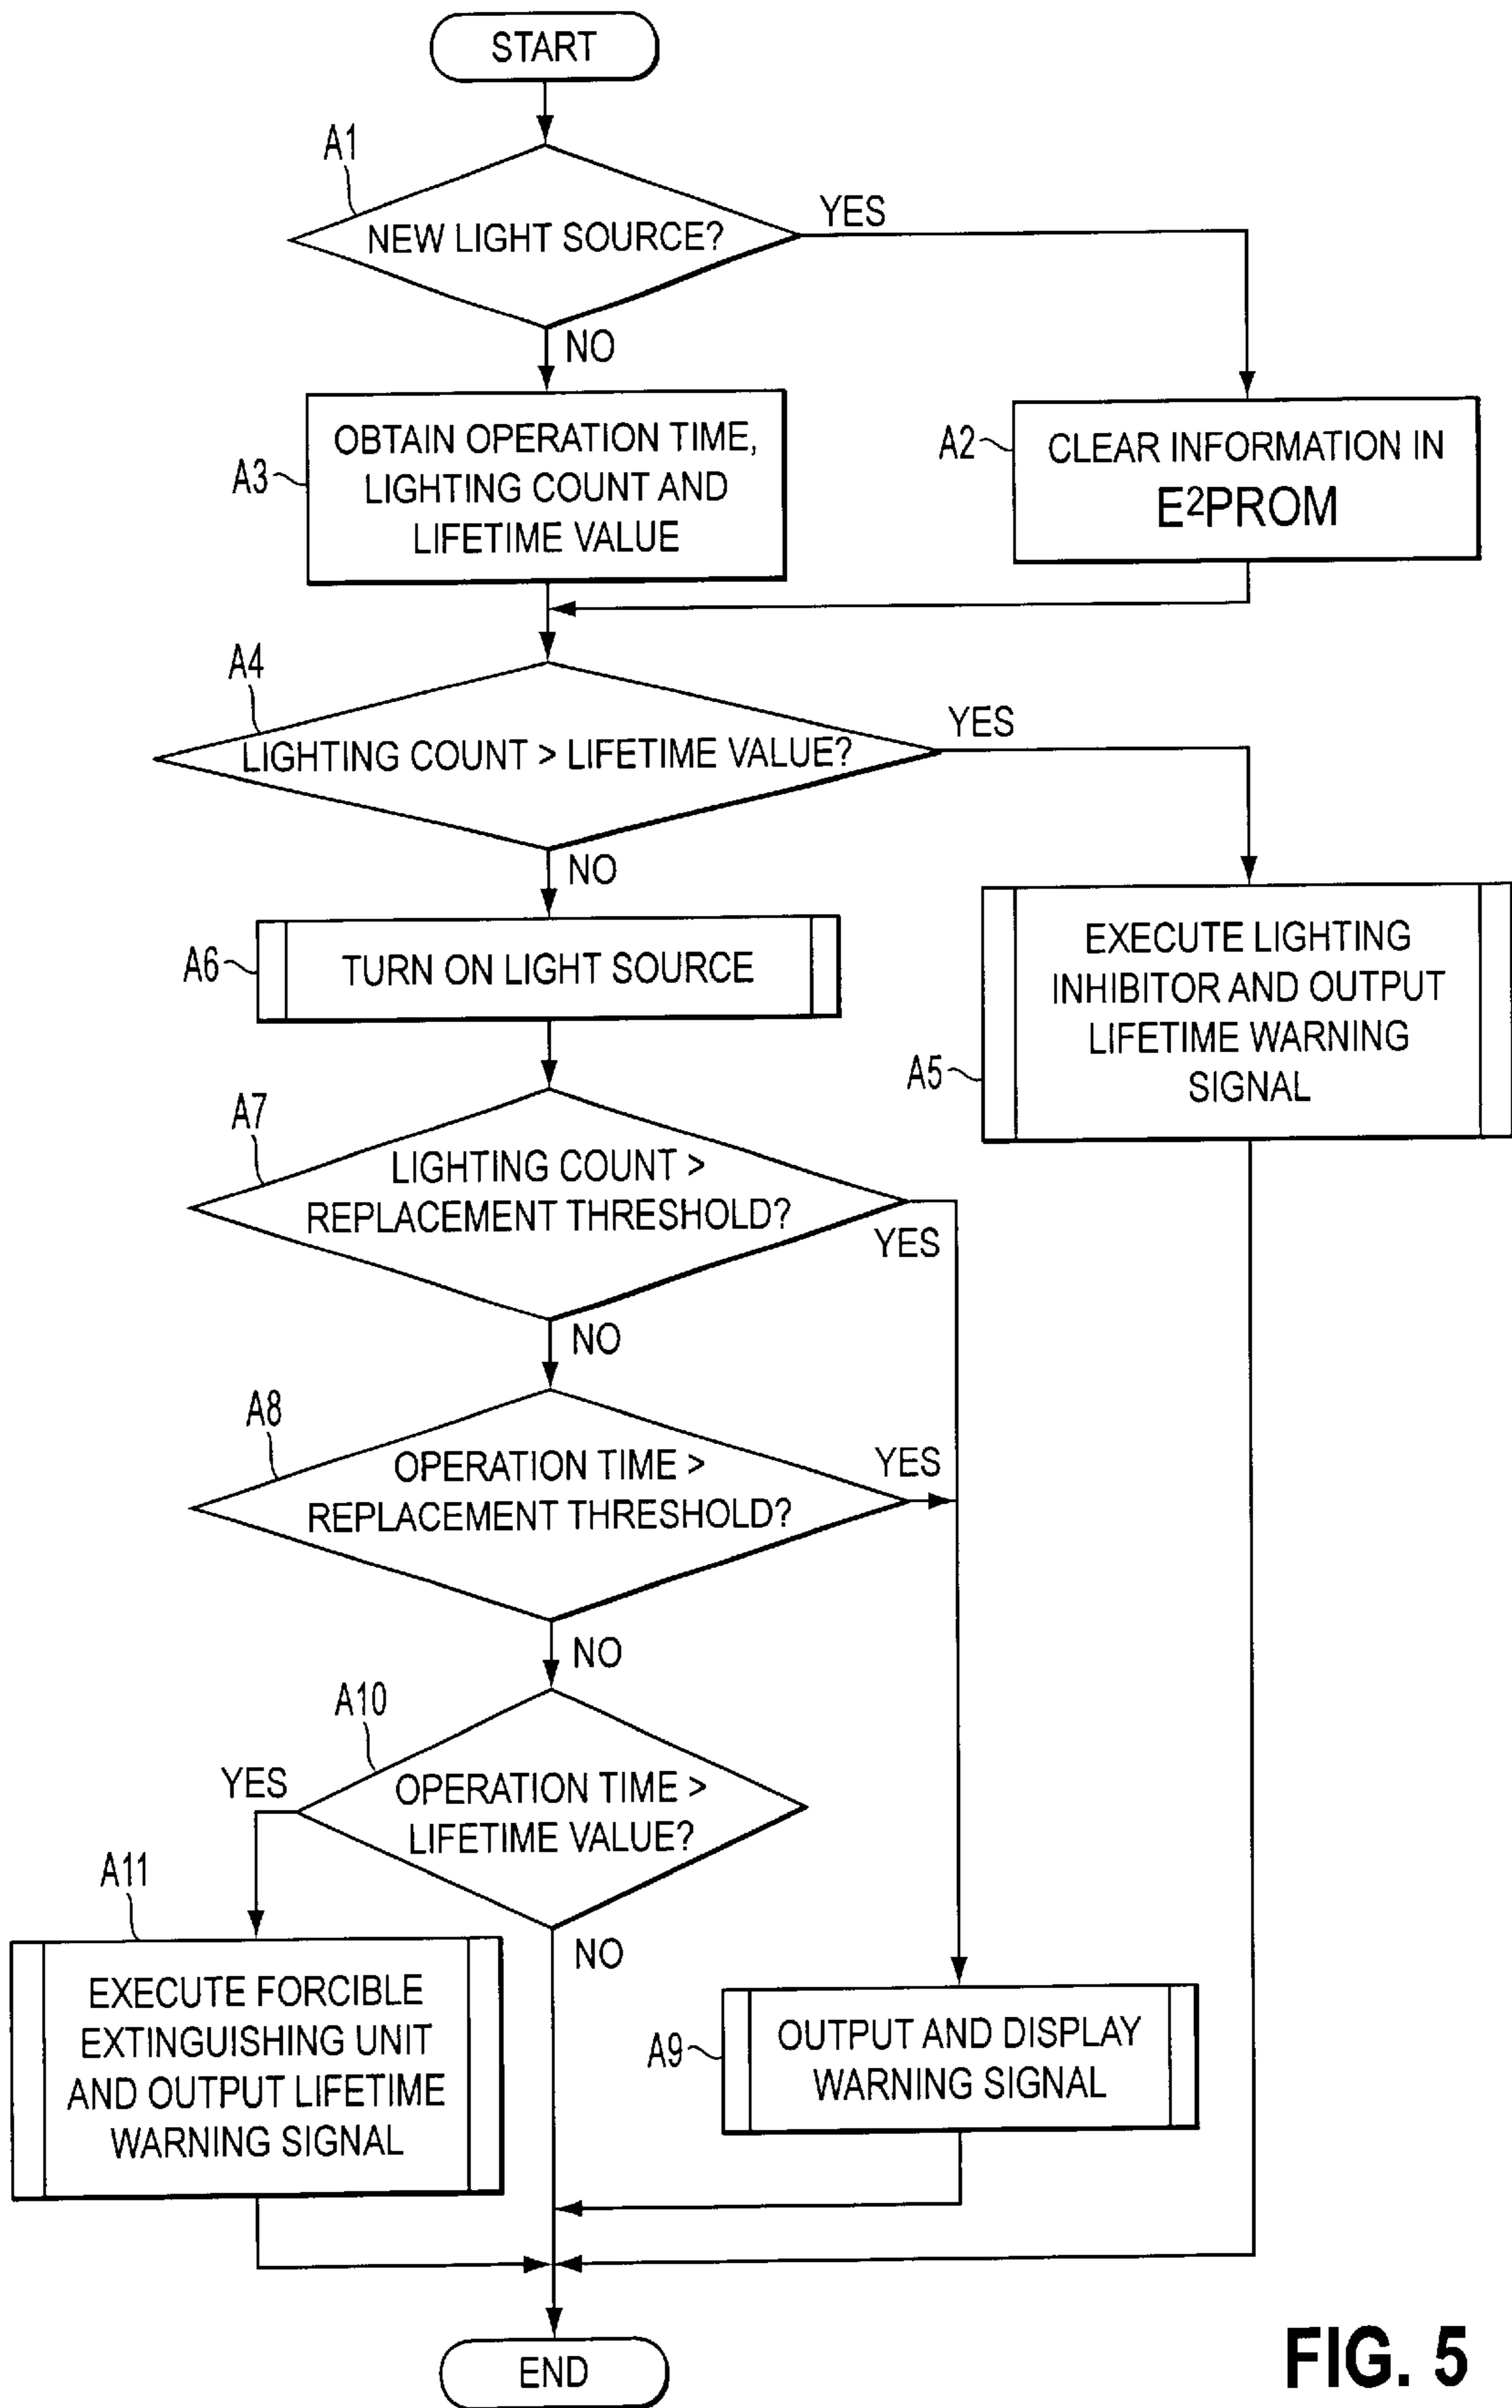 START
A1
NEW LIGHT SOURCE?
YES
NO
A3
OBTAIN OPERATION TIME,
LIGHTING COUNT AND
LIFETIME VALUE
A2
CLEAR INFORMATION IN
E²PROM
A4
LIGHTING COUNT > LIFETIME VALUE?
YES
NO
A6
TURN ON LIGHT SOURCE
A5
EXECUTE LIGHTING
INHIBITOR AND OUTPUT
LIFETIME WARNING
SIGNAL
A7
LIGHTING COUNT >
REPLACEMENT THRESHOLD?
YES
NO
A8
OPERATION TIME >
REPLACEMENT THRESHOLD?
YES
NO
A10
OPERATION TIME >
LIFETIME VALUE?
YES
NO
A11
EXECUTE FORCIBLE
EXTINGUISHING UNIT
AND OUTPUT LIFETIME
WARNING SIGNAL
A9
OUTPUT AND DISPLAY
WARNING SIGNAL
END
FIG. 5